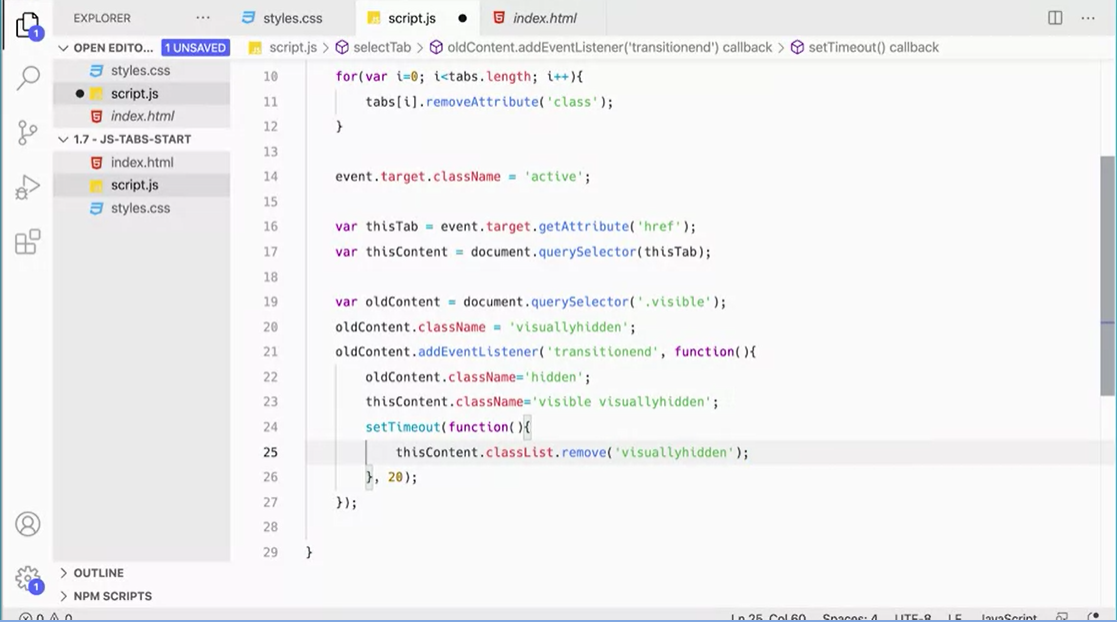 EXPLORER ...
styles.css
script.js ●
index.html
...
OPEN EDITO... 1 UNSAVED
script.js > selectTab > oldContent.addEventListener('transitionend') callback > setTimeout() callback
styles.css
● script.js
index.html
1.7 - JS-TABS-START
index.html
script.js
styles.css
10 for(var i=0; i<tabs.length; i++){
11 tabs[i].removeAttribute('class');
12 }
13
14 event.target.className = 'active';
15
16 var thisTab = event.target.getAttribute('href');
17 var thisContent = document.querySelector(thisTab);
18
19 var oldContent = document.querySelector('.visible');
20 oldContent.className = 'visuallyhidden';
21 oldContent.addEventListener('transitionend', function(){
22 oldContent.className='hidden';
23 thisContent.className='visible visuallyhidden';
24 setTimeout(function(){
25 thisContent.classList.remove('visuallyhidden');
26 }, 20);
27 });
28
29 }
1
1
OUTLINE
NPM SCRIPTS
0 0 Ln 25, Col 60 Spaces: 4 UTF-8 LF JavaScript